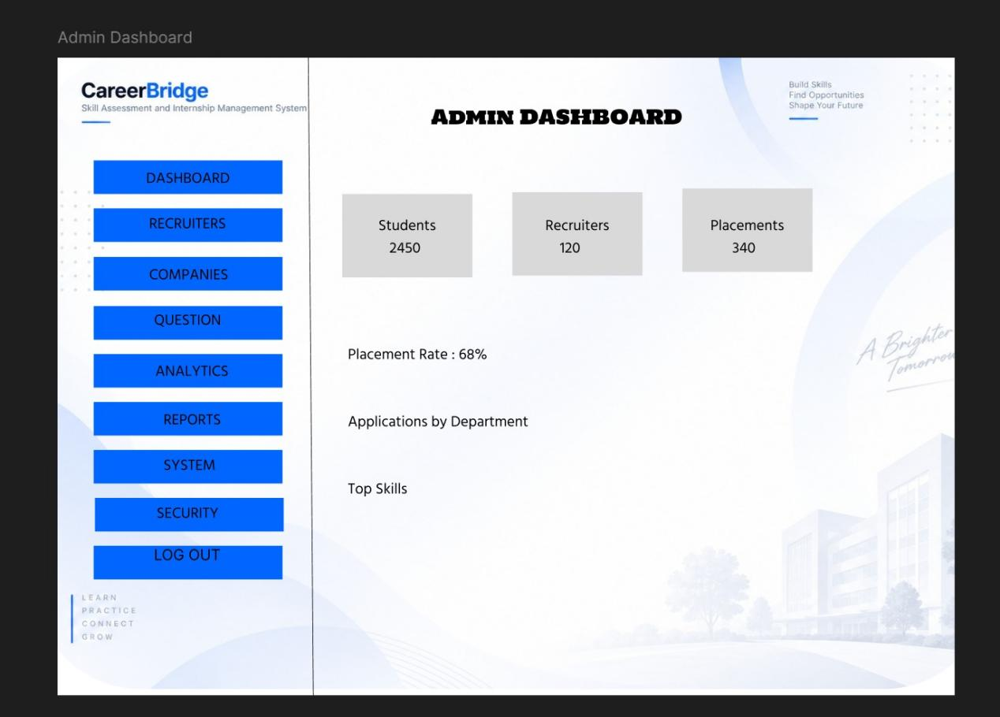 Admin Dashboard
CareerBridge
Skill Assessment and Internship Management System
Build Skills
Find Opportunities
Shape Your Future
ADMIN DASHBOARD
DASHBOARD
RECRUITERS
COMPANIES
QUESTION
ANALYTICS
REPORTS
SYSTEM
SECURITY
LOG OUT
LEARN
PRACTICE
CONNECT
GROW
Students
2450
Recruiters
120
Placements
340
Placement Rate : 68%
Applications by Department
Top Skills
A Brighter
Tomorrow